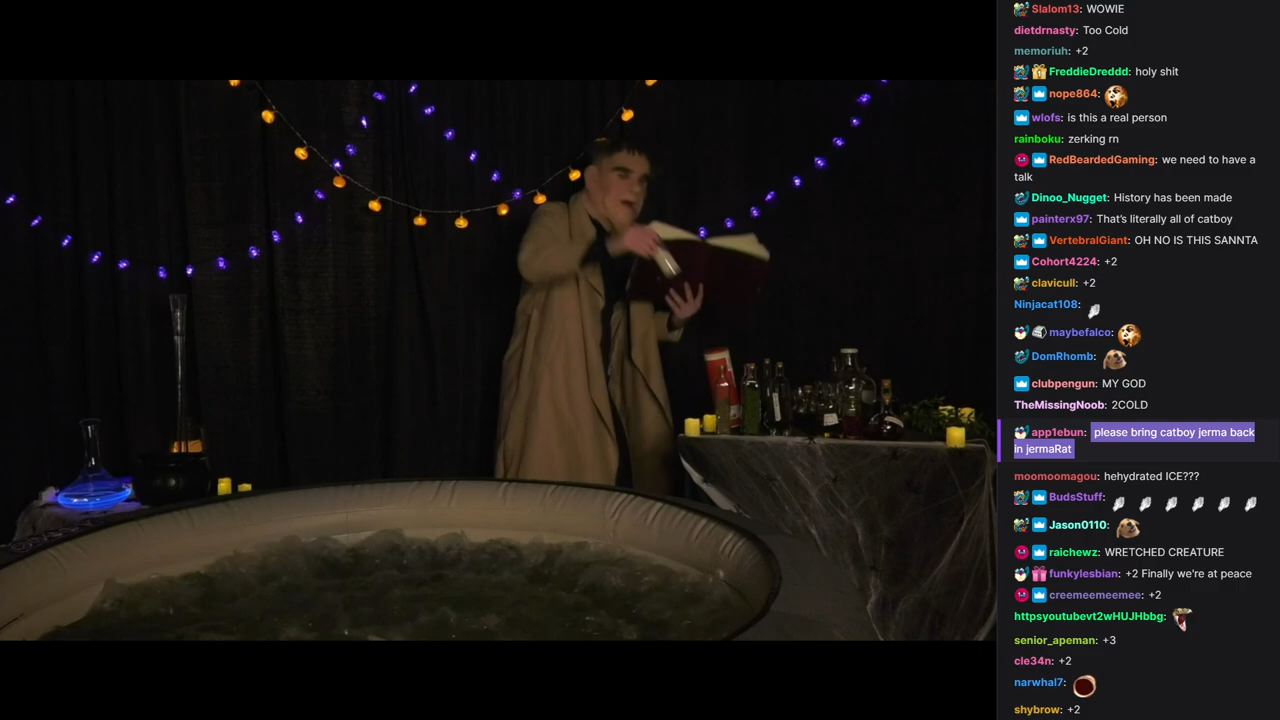 Slalom13: WOWIE
dietdrnasty: Too Cold
memoriuh: +2
FreddieDreddd: holy shit
nope864:
wlofs: is this a real person
rainboku: zerking rn
RedBeardedGaming: we need to have a
talk
Dinoo_Nugget: History has been made
painterx97: That's literally all of catboy
VertebralGiant: OH NO IS THIS SANNTA
Cohort4224: +2
clavicull: +2
Ninjacat108:
maybefalco:
DomRhomb:
clubpengun: MY GOD
TheMissingNoob: 2COLD
app1ebun: please bring catboy jerma back
in jermaRat
moomoomagou: hehydrated ICE???
BudsStuff:
Jason0110:
raichewz: WRETCHED CREATURE
funkylesbian: +2 Finally we're at peace
creemeemeemee: +2
httpsyoutubevt2wHUJHbbg:
senior_apeman: +3
cle34n: +2
narwhal7:
shybrow: +2